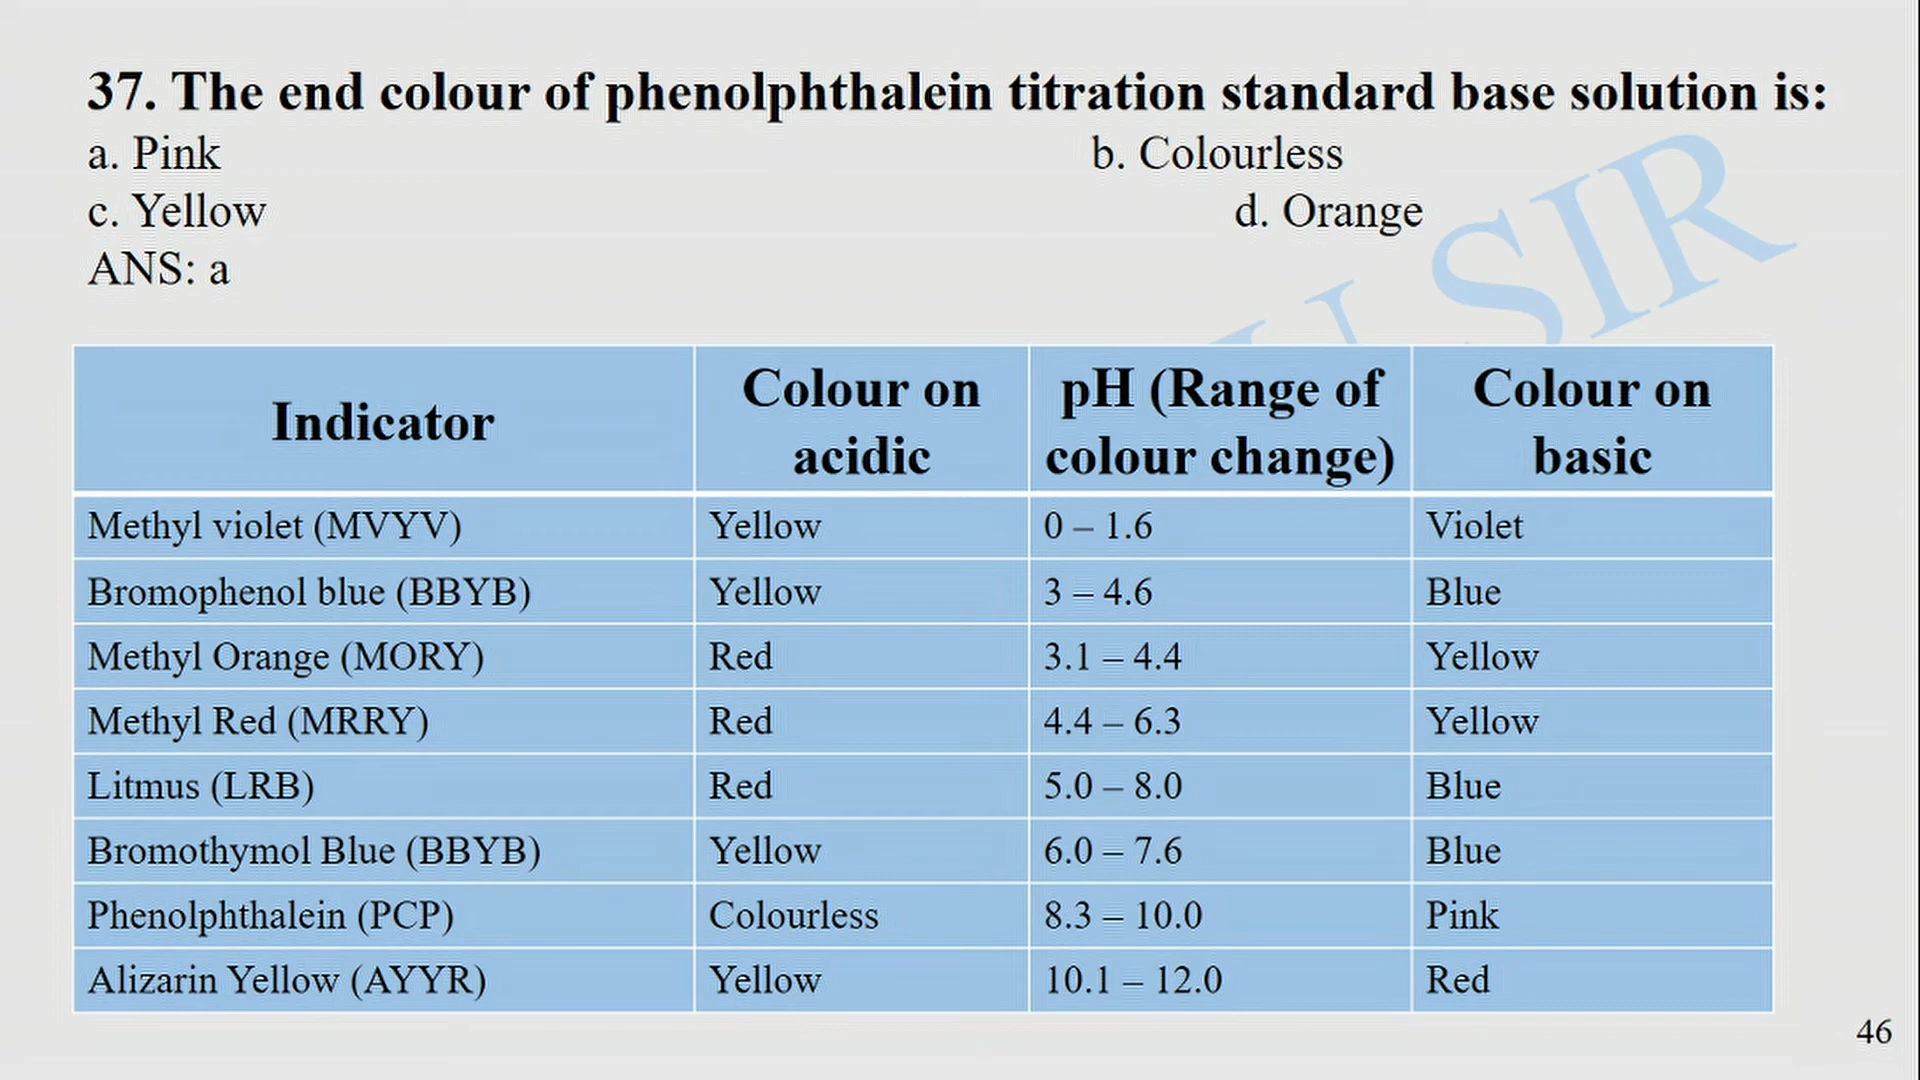 37. The end colour of phenolphthalein titration standard base solution is:
a. Pink b. Colourless
c. Yellow d. Orange
ANS: a
SIR
Indicator Colour on acidic pH (Range of colour change) Colour on basic
Methyl violet (MVYV) Yellow 0 – 1.6 Violet
Bromophenol blue (BBYB) Yellow 3 – 4.6 Blue
Methyl Orange (MORY) Red 3.1 – 4.4 Yellow
Methyl Red (MRRY) Red 4.4 – 6.3 Yellow
Litmus (LRB) Red 5.0 – 8.0 Blue
Bromothymol Blue (BBYB) Yellow 6.0 – 7.6 Blue
Phenolphthalein (PCP) Colourless 8.3 – 10.0 Pink
Alizarin Yellow (AYYR) Yellow 10.1 – 12.0 Red
46